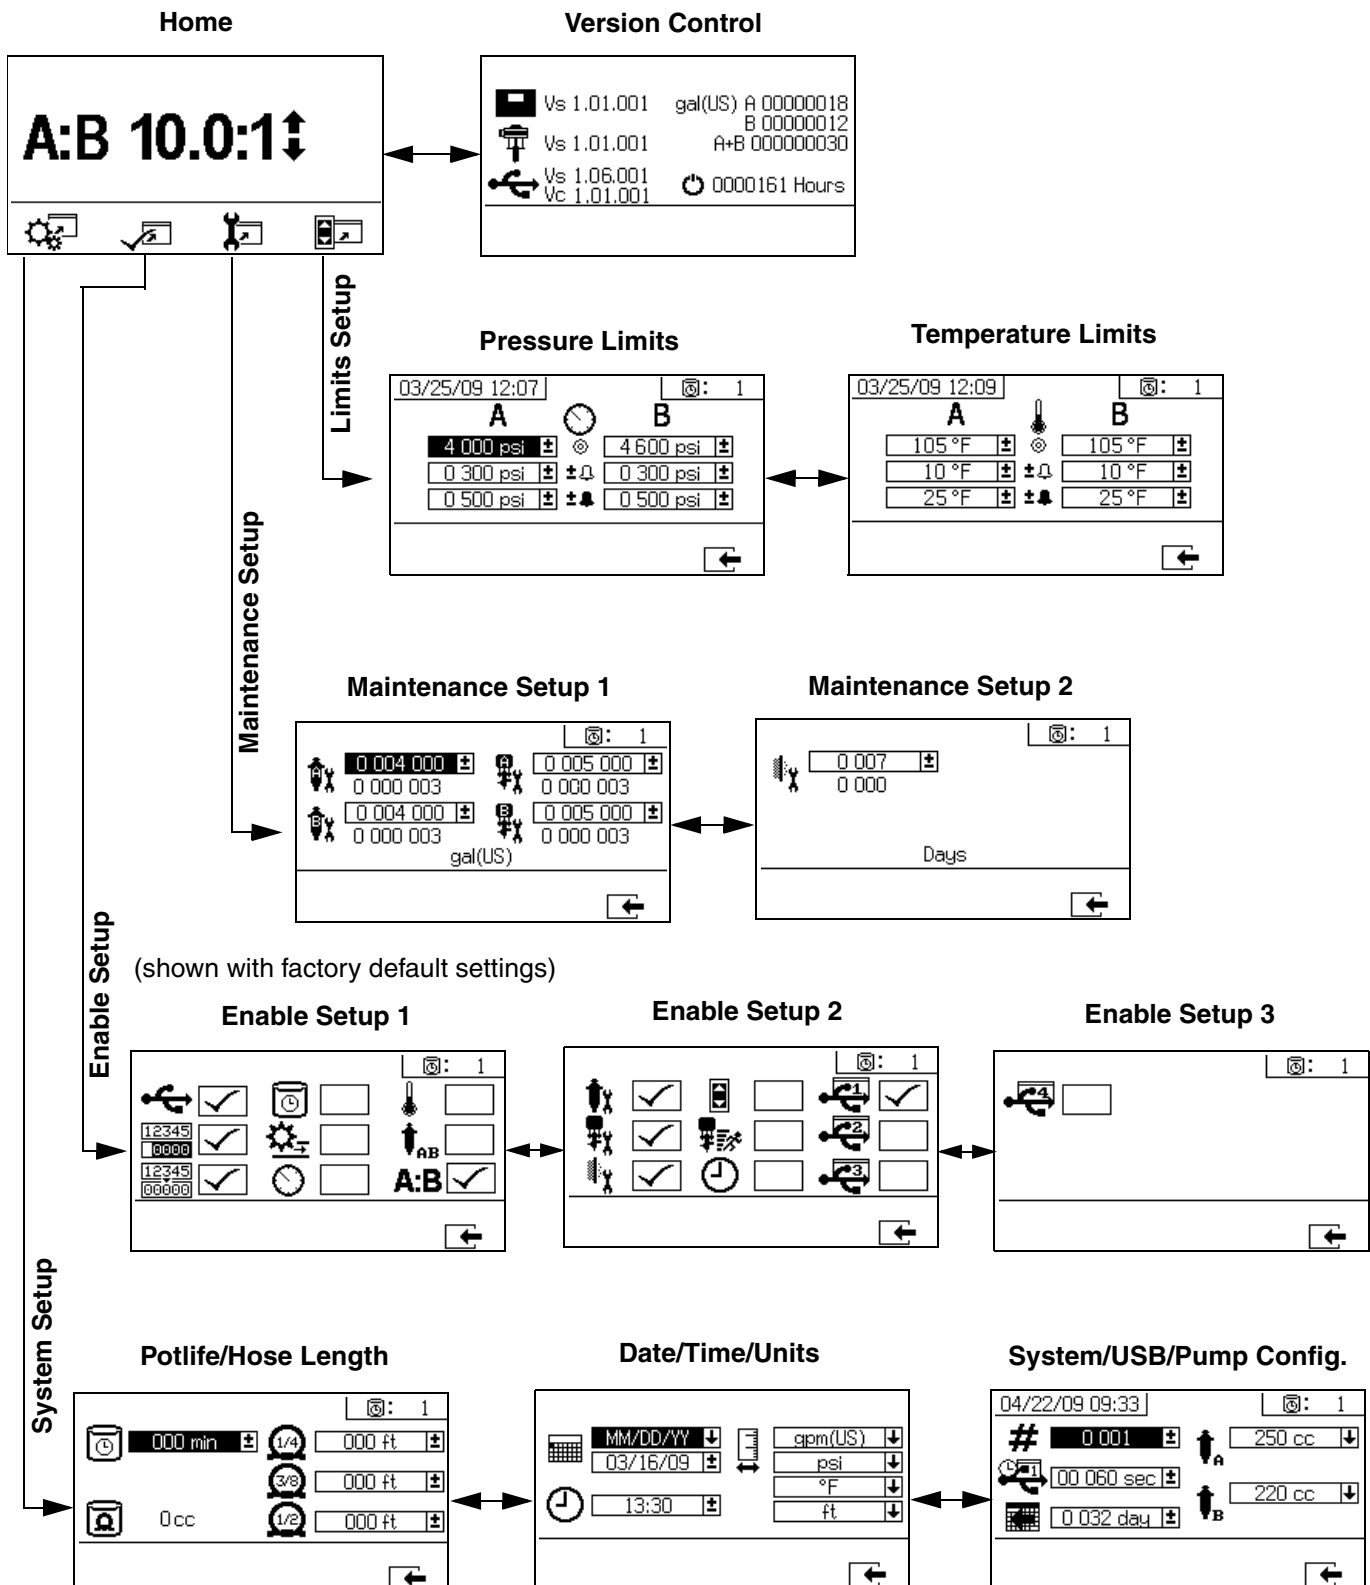 Home
Version Control
A:B 10.0:1
Vs 1.01.001
gal(US) A 00000018
B 00000012
Vs 1.01.001
A+B 000000030
Vs 1.06.001
Vc 1.01.001
0000161 Hours
Limits Setup
Pressure Limits
Temperature Limits
03/25/09 12:07
: 1
A
B
4 000 psi
4 600 psi
0 300 psi
0 300 psi
0 500 psi
0 500 psi
03/25/09 12:09
: 1
A
B
105 °F
105 °F
10 °F
10 °F
25 °F
25 °F
Maintenance Setup
Maintenance Setup 1
Maintenance Setup 2
: 1
A
0 004 000
A
0 005 000
0 000 003
0 000 003
B
0 004 000
B
0 005 000
0 000 003
0 000 003
gal(US)
: 1
0 007
0 000
Days
Enable Setup
(shown with factory default settings)
Enable Setup 1
Enable Setup 2
Enable Setup 3
: 1
12345
0000
AB
12345
00000
A:B
: 1
1
2
3
: 1
4
System Setup
Potlife/Hose Length
Date/Time/Units
System/USB/Pump Config.
: 1
000 min
1/4
000 ft
3/8
000 ft
0 cc
1/2
000 ft
MM/DD/YY
gpm(US)
03/16/09
psi
°F
13:30
ft
04/22/09 09:33
: 1
#
0 001
A
250 cc
1
00 060 sec
B
220 cc
0 032 day